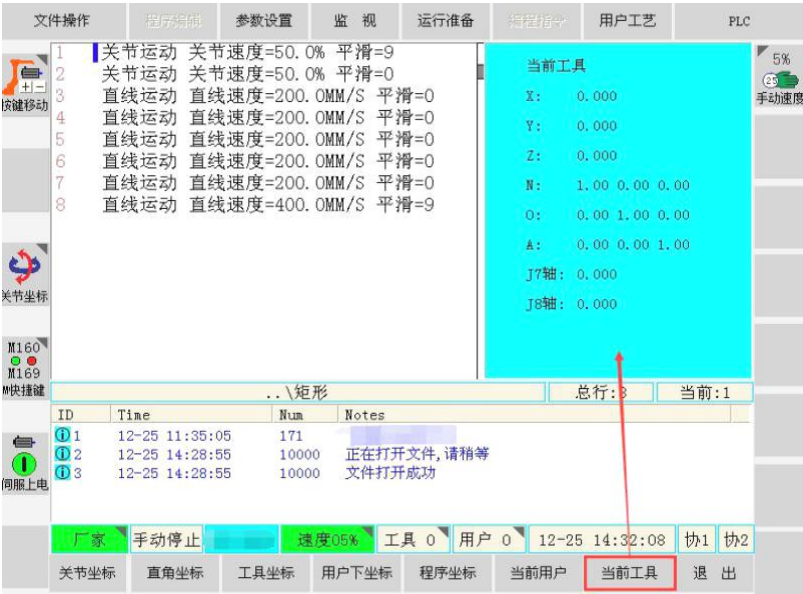 文件操作 程序编辑 参数设置 监 视 运行准备 编程指令 用户工艺 PLC
按键移动
关节坐标
M160
M169
M快捷键
伺服上电
1 关节运动 关节速度=50.0% 平滑=9
2 关节运动 关节速度=50.0% 平滑=0
3 直线运动 直线速度=200.0MM/S 平滑=0
4 直线运动 直线速度=200.0MM/S 平滑=0
5 直线运动 直线速度=200.0MM/S 平滑=0
6 直线运动 直线速度=200.0MM/S 平滑=0
7 直线运动 直线速度=200.0MM/S 平滑=0
8 直线运动 直线速度=400.0MM/S 平滑=9
当前工具
X: 0.000
Y: 0.000
Z: 0.000
N: 1.00 0.00 0.00
O: 0.00 1.00 0.00
A: 0.00 0.00 1.00
J7轴: 0.000
J8轴: 0.000
5%
25
手动速度
..\矩形 总行:8 当前:1
ID Time Num Notes
1 12-25 11:35:05 171
2 12-25 14:28:55 10000 正在打开文件,请稍等
3 12-25 14:28:55 10000 文件打开成功
厂家 手动停止 速度05% 工具 0 用户 0 12-25 14:32:08 协1 协2
关节坐标 直角坐标 工具坐标 用户下坐标 程序坐标 当前用户 当前工具 退 出